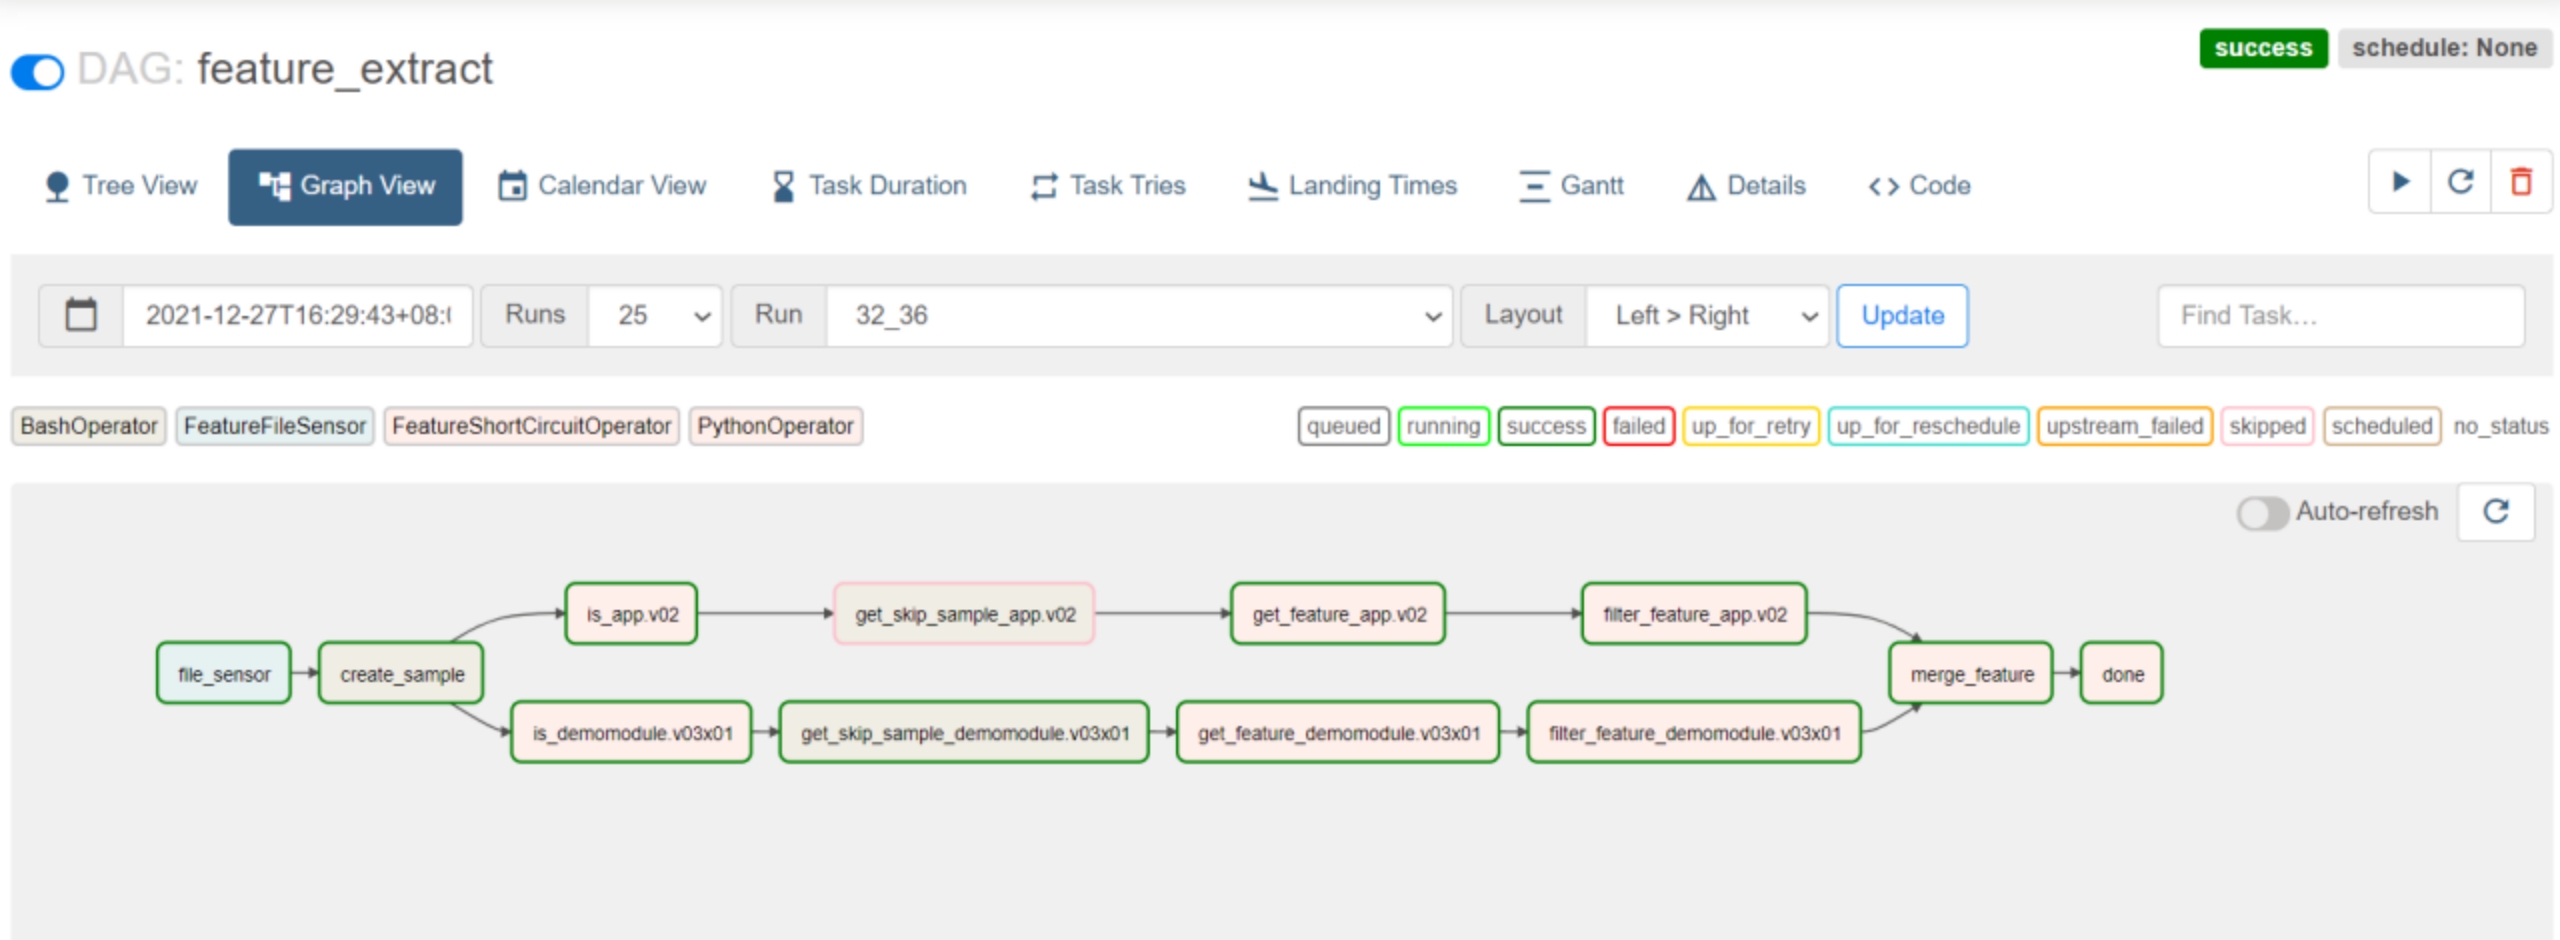 DAG: feature_extract
success schedule: None
Tree View Graph View Calendar View Task Duration Task Tries Landing Times Gantt Details Code
2021-12-27T16:29:43+08:( Runs 25 Run 32_36 Layout Left > Right Update Find Task...
BashOperator FeatureFileSensor FeatureShortCircuitOperator PythonOperator queued running success failed up_for_retry up_for_reschedule upstream_failed skipped scheduled no_status
Auto-refresh
is_app.v02 get_skip_sample_app.v02 get_feature_app.v02 filter_feature_app.v02
file_sensor create_sample merge_feature done
is_demomodule.v03x01 get_skip_sample_demomodule.v03x01 get_feature_demomodule.v03x01 filter_feature_demomodule.v03x01